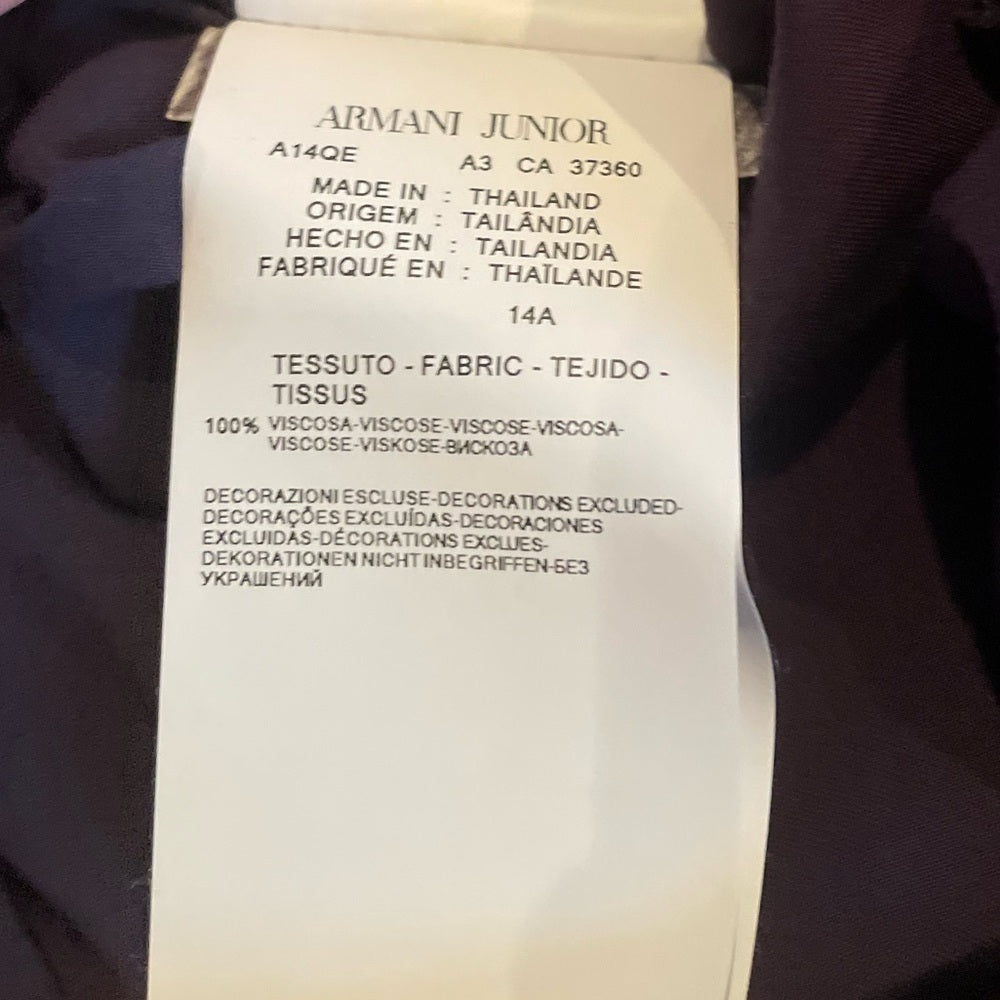 ARMANI JUNIOR
A14QE A3 CA 37360
MADE IN : THAILAND
ORIGEM : TAILÂNDIA
HECHO EN : TAILANDIA
FABRIQUÉ EN : THAÏLANDE
14A
TESSUTO - FABRIC - TEJIDO -
TISSUS
100% VISCOSA-VISCOSE-VISCOSE-VISCOSA-
VISCOSE-VISKOSE-ВИСКОЗА
DECORAZIONI ESCLUSE-DECORATIONS EXCLUDED-
DECORAÇÕES EXCLUÍDAS-DECORACIONES
EXCLUIDAS-DÉCORATIONS EXCLUES-
DEKORATIONEN NICHT INBEGRIFFEN-БЕЗ
УКРАШЕНИЙ